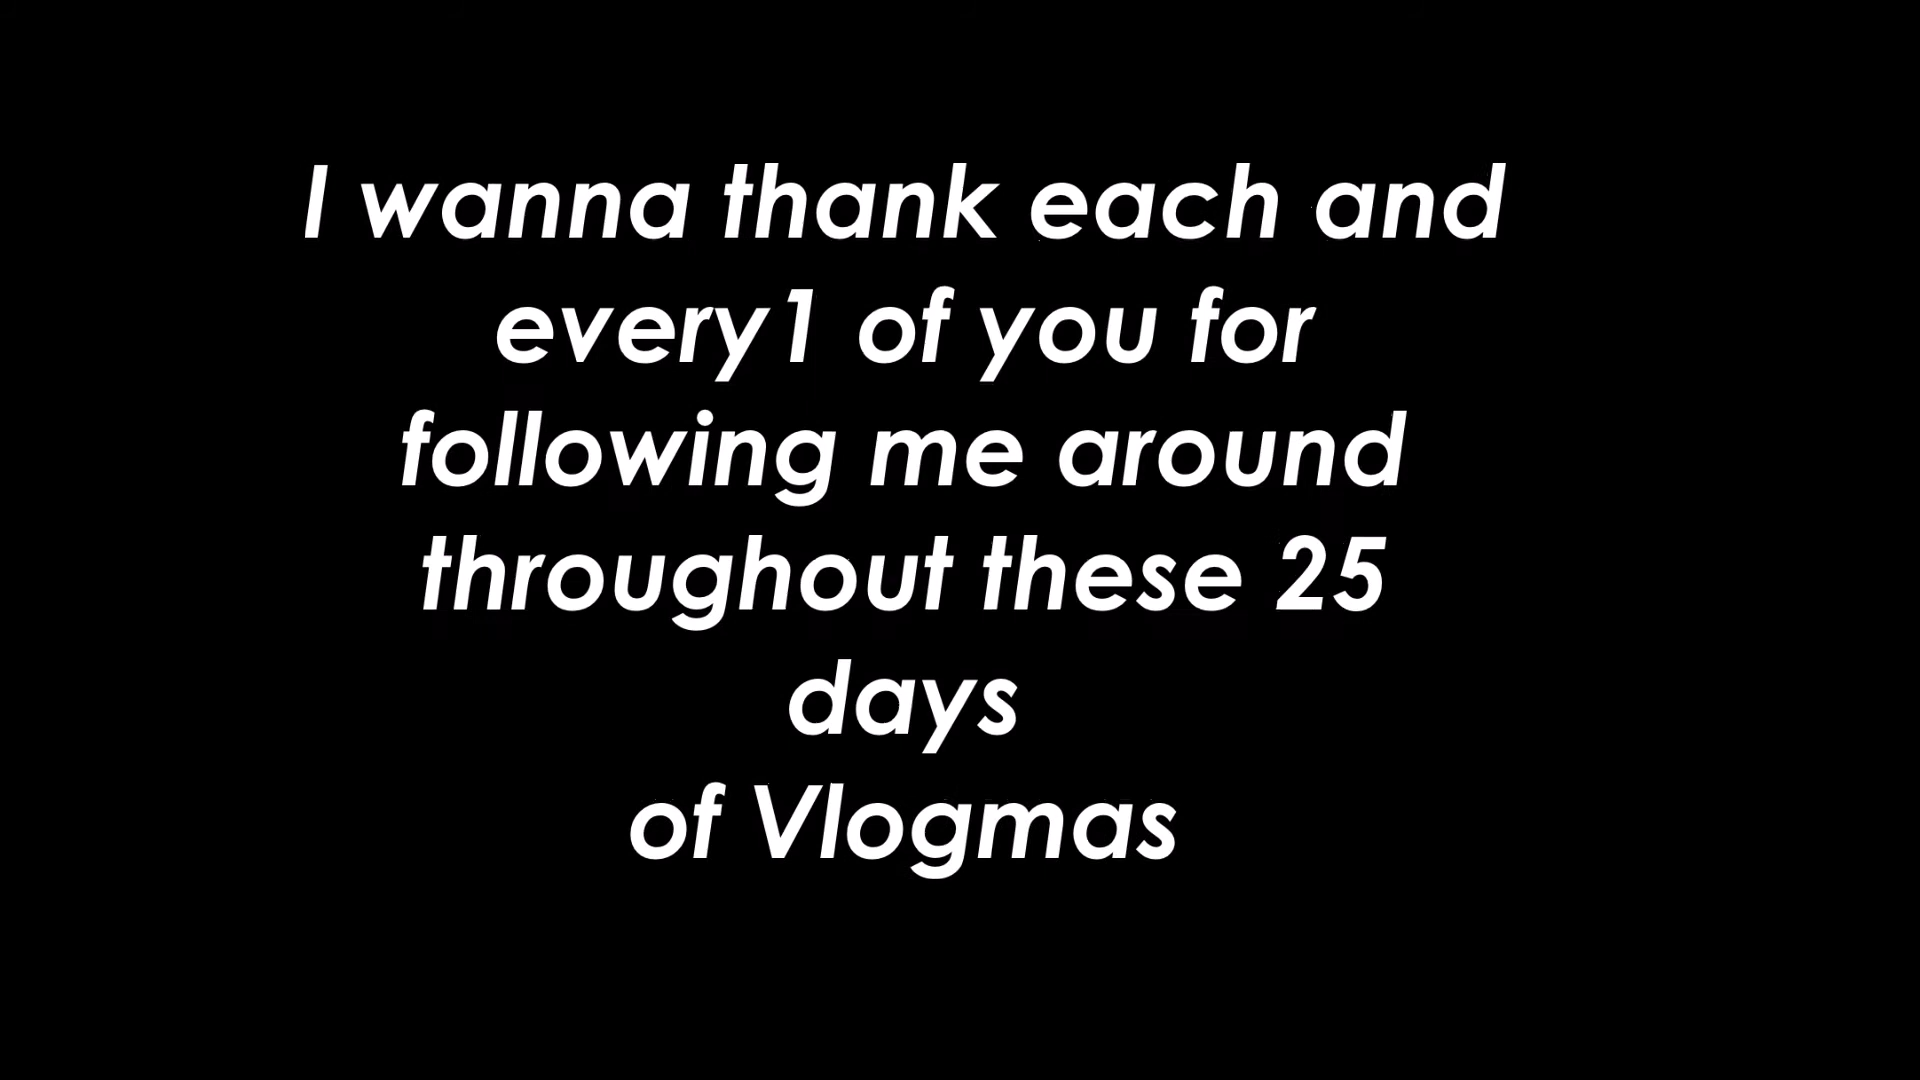 I wanna thank each and
every1 of you for
following me around
throughout these 25
days
of Vlogmas